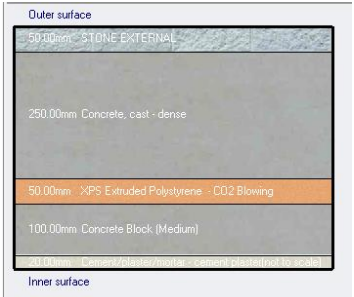 Outer surface
50.00mm STONE EXTERNAL
250.00mm Concrete, cast - dense
50.00mm XPS Extruded Polystyrene - CO2 Blowing
100.00mm Concrete Block (Medium)
20.00mm Cement/plaster/mortar - cement plaster(not to scale)
Inner surface